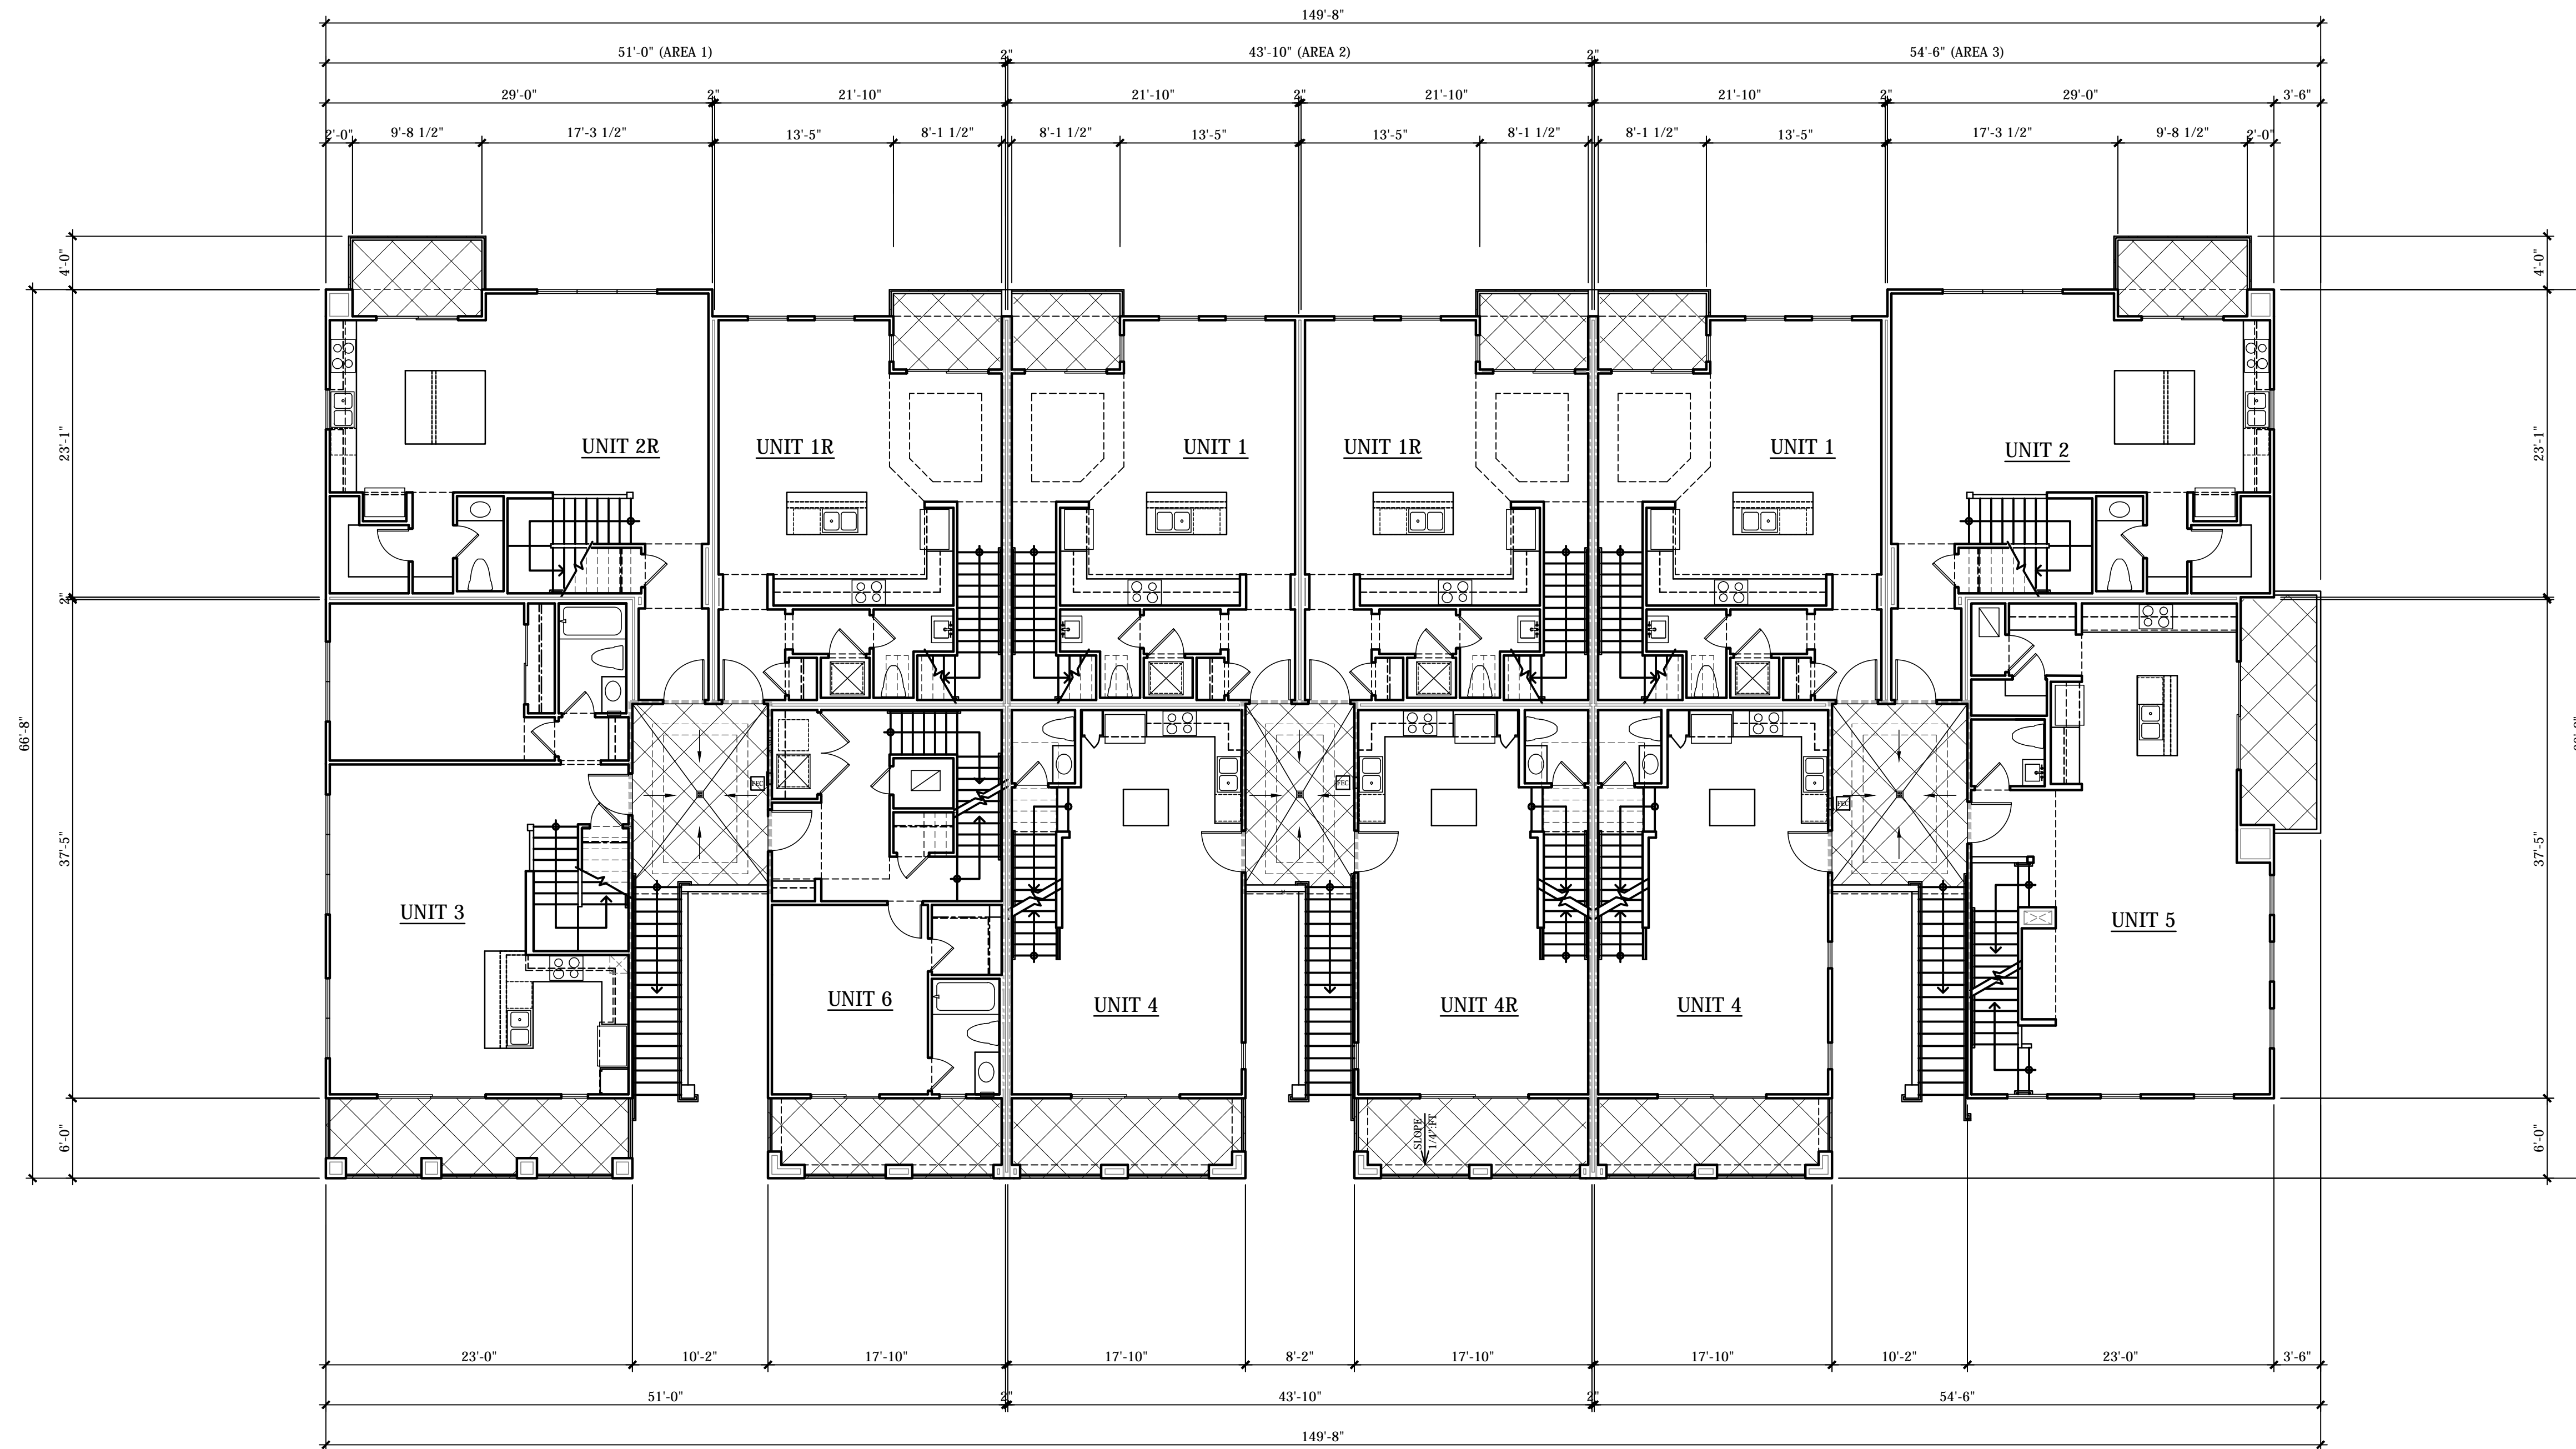 149'-8"
51'-0" (AREA 1)
2"
43'-10" (AREA 2)
2"
54'-6" (AREA 3)
29'-0"
2"
21'-10"
21'-10"
2"
21'-10"
21'-10"
2"
29'-0"
3'-6"
2'-0"
9'-8 1/2"
17'-3 1/2"
13'-5"
8'-1 1/2"
8'-1 1/2"
13'-5"
13'-5"
8'-1 1/2"
8'-1 1/2"
13'-5"
17'-3 1/2"
9'-8 1/2"
2'-0"
4'-0"
4'-0"
23'-1"
23'-1"
UNIT 2R
UNIT 1R
UNIT 1
UNIT 1R
UNIT 1
UNIT 2
2"
66'-8"
FEC
FEC
FEC
37'-5"
37'-5"
UNIT 3
UNIT 5
UNIT 6
UNIT 4
UNIT 4R
UNIT 4
6'-0"
SLOPE
1/4":FT
6'-0"
23'-0"
10'-2"
17'-10"
17'-10"
8'-2"
17'-10"
17'-10"
10'-2"
23'-0"
3'-6"
51'-0"
2"
43'-10"
2"
54'-6"
149'-8"